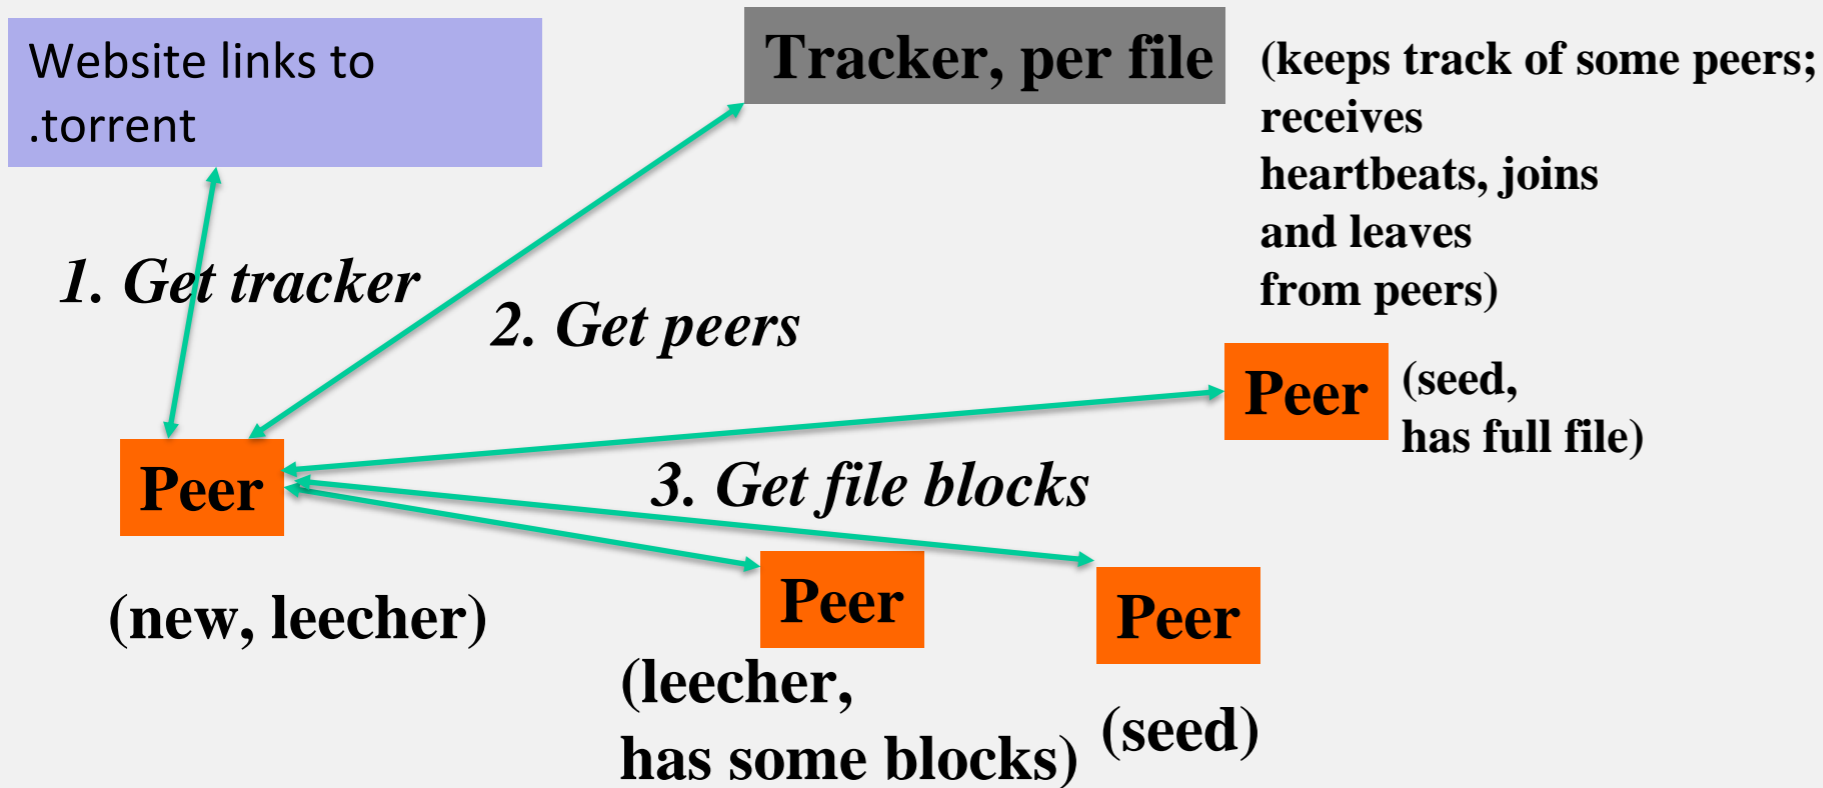 Website links to
.torrent
Tracker, per file
(keeps track of some peers;
receives
heartbeats, joins
and leaves
from peers)
1. Get tracker
2. Get peers
Peer
(seed,
has full file)
Peer
(new, leecher)
3. Get file blocks
Peer
(leecher,
has some blocks)
Peer
(seed)